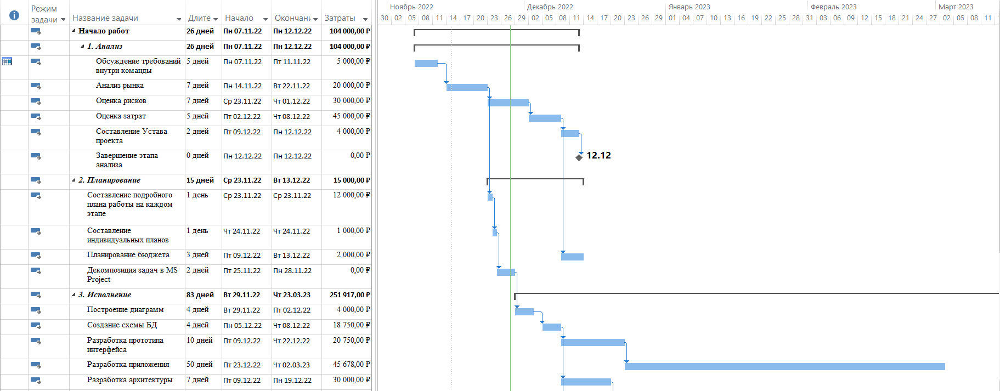 Режим задачи Название задачи Длите Начало Окончани Затраты
Ноябрь 2022 Декабрь 2022 Январь 2023 Февраль 2023 Март 2023
30 02 05 08 11 14 17 20 23 26 29 02 05 08 11 14 17 20 23 26 29 01 04 07 10 13 16 19 22 25 28 31 03 06 09 12 15 18 21 24 27 02 05 08 11
Начало работ 26 дней Пн 07.11.22 Пн 12.12.22 104 000,00 ₽
1. Анализ 26 дней Пн 07.11.22 Пн 12.12.22 104 000,00 ₽
Обсуждение требований 5 дней Пн 07.11.22 Пт 11.11.22 5 000,00 ₽
внутри команды
Анализ рынка 7 дней Пн 14.11.22 Вт 22.11.22 20 000,00 ₽
Оценка рисков 7 дней Ср 23.11.22 Чт 01.12.22 30 000,00 ₽
Оценка затрат 5 дней Пт 02.12.22 Чт 08.12.22 45 000,00 ₽
Составление Устава 2 дней Пт 09.12.22 Пн 12.12.22 4 000,00 ₽
проекта
Завершение этапа 0 дней Пн 12.12.22 Пн 12.12.22 0,00 ₽ 12.12
анализа
2. Планирование 15 дней Ср 23.11.22 Вт 13.12.22 15 000,00 ₽
Составление подробного 1 день Ср 23.11.22 Ср 23.11.22 12 000,00 ₽
плана работы на каждом
этапе
Составление 1 день Чт 24.11.22 Чт 24.11.22 1 000,00 ₽
индивидуальных планов
Планирование бюджета 3 дней Пт 09.12.22 Вт 13.12.22 2 000,00 ₽
Декомпозиция задач в MS 2 дней Пт 25.11.22 Пн 28.11.22 0,00 ₽
Project
3. Исполнение 83 дней Вт 29.11.22 Чт 23.03.23 251 917,00 ₽
Построение диаграмм 4 дней Вт 29.11.22 Пт 02.12.22 4 000,00 ₽
Создание схемы БД 4 дней Пн 05.12.22 Чт 08.12.22 18 750,00 ₽
Разработка прототипа 10 дней Пт 09.12.22 Чт 22.12.22 20 750,00 ₽
интерфейса
Разработка приложения 50 дней Пт 23.12.22 Чт 02.03.23 45 678,00 ₽
Разработка архитектуры 7 дней Пт 09.12.22 Пн 19.12.22 30 000,00 ₽